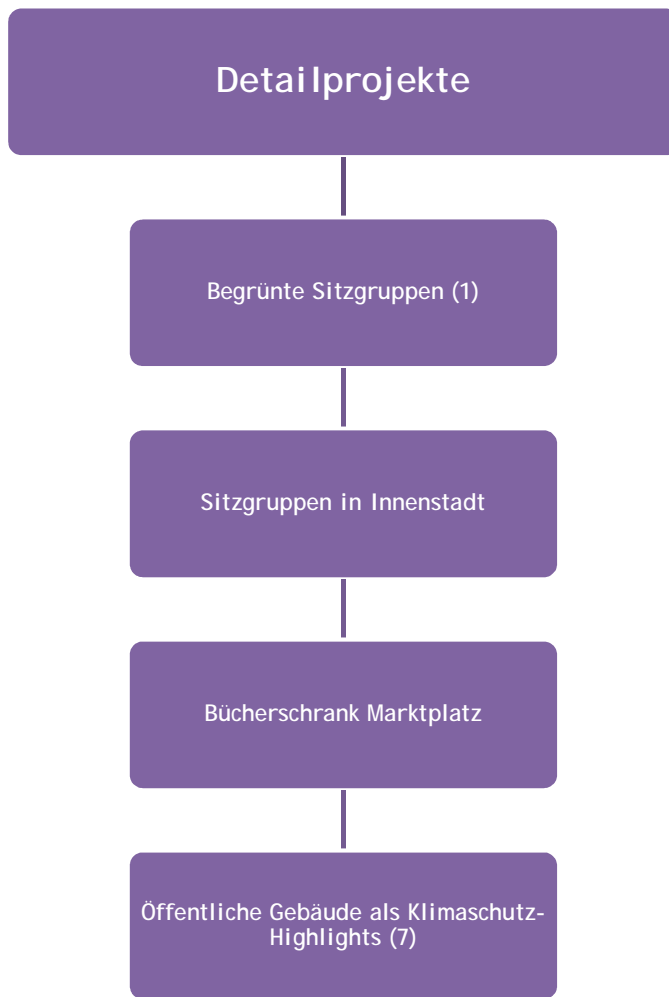 Detailprojekte
Begrünte Sitzgruppen (1)
Sitzgruppen in Innenstadt
Bücherschrank Marktplatz
Öffentliche Gebäude als Klimaschutz-
Highlights (7)